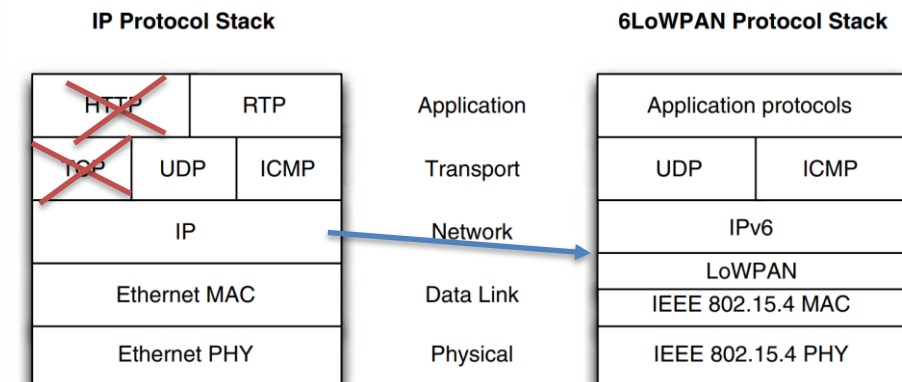 IP Protocol Stack
6LoWPAN Protocol Stack
HTTP
RTP
Application
Application protocols
TCP
UDP
ICMP
Transport
UDP
ICMP
IP
Network
IPv6
LoWPAN
Ethernet MAC
Data Link
IEEE 802.15.4 MAC
Ethernet PHY
Physical
IEEE 802.15.4 PHY